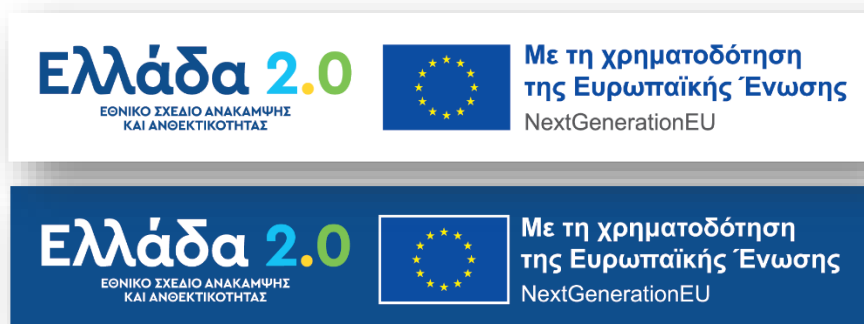 Ελλάδα 2.0
ΕΘΝΙΚΟ ΣΧΕΔΙΟ ΑΝΑΚΑΜΨΗΣ
ΚΑΙ ΑΝΘΕΚΤΙΚΟΤΗΤΑΣ
Με τη χρηματοδότηση
της Ευρωπαϊκής Ένωσης
NextGenerationEU
Ελλάδα 2.0
ΕΘΝΙΚΟ ΣΧΕΔΙΟ ΑΝΑΚΑΜΨΗΣ
ΚΑΙ ΑΝΘΕΚΤΙΚΟΤΗΤΑΣ
Με τη χρηματοδότηση
της Ευρωπαϊκής Ένωσης
NextGenerationEU